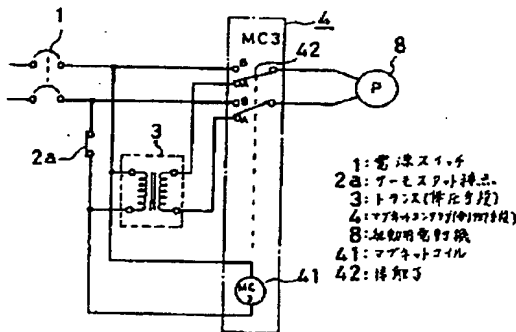 1
4
MC3
42
8
B
A
B
A
P
2a
3
MC
41
1: 電源スイッチ
2a: サーモスタット接点
3: トランス(降圧手段)
4: マグネットコンタクタ(制御手段)
8: 駆動用電動機
41: マグネットコイル
42: 接触子